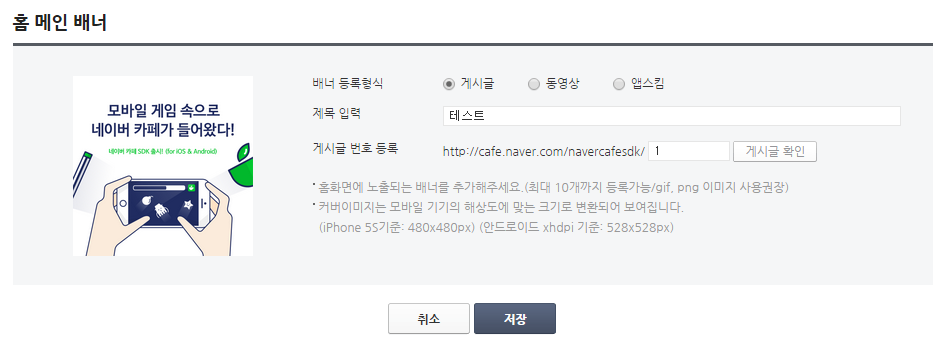 홈 메인 배너
모바일 게임 속으로
네이버 카페가 들어왔다!
네이버 카페 SDK 출시! (for iOS & Android)
배너 등록형식 게시글 동영상 앱스킴
제목 입력 테스트
게시글 번호 등록 http://cafe.naver.com/navercafesdk/ 1 게시글 확인
홈화면에 노출되는 배너를 추가해주세요.(최대 10개까지 등록가능/gif, png 이미지 사용권장)
커버이미지는 모바일 기기의 해상도에 맞는 크기로 변환되어 보여집니다.
(iPhone 5S기준: 480x480px) (안드로이드 xhdpi 기준: 528x528px)
취소 저장